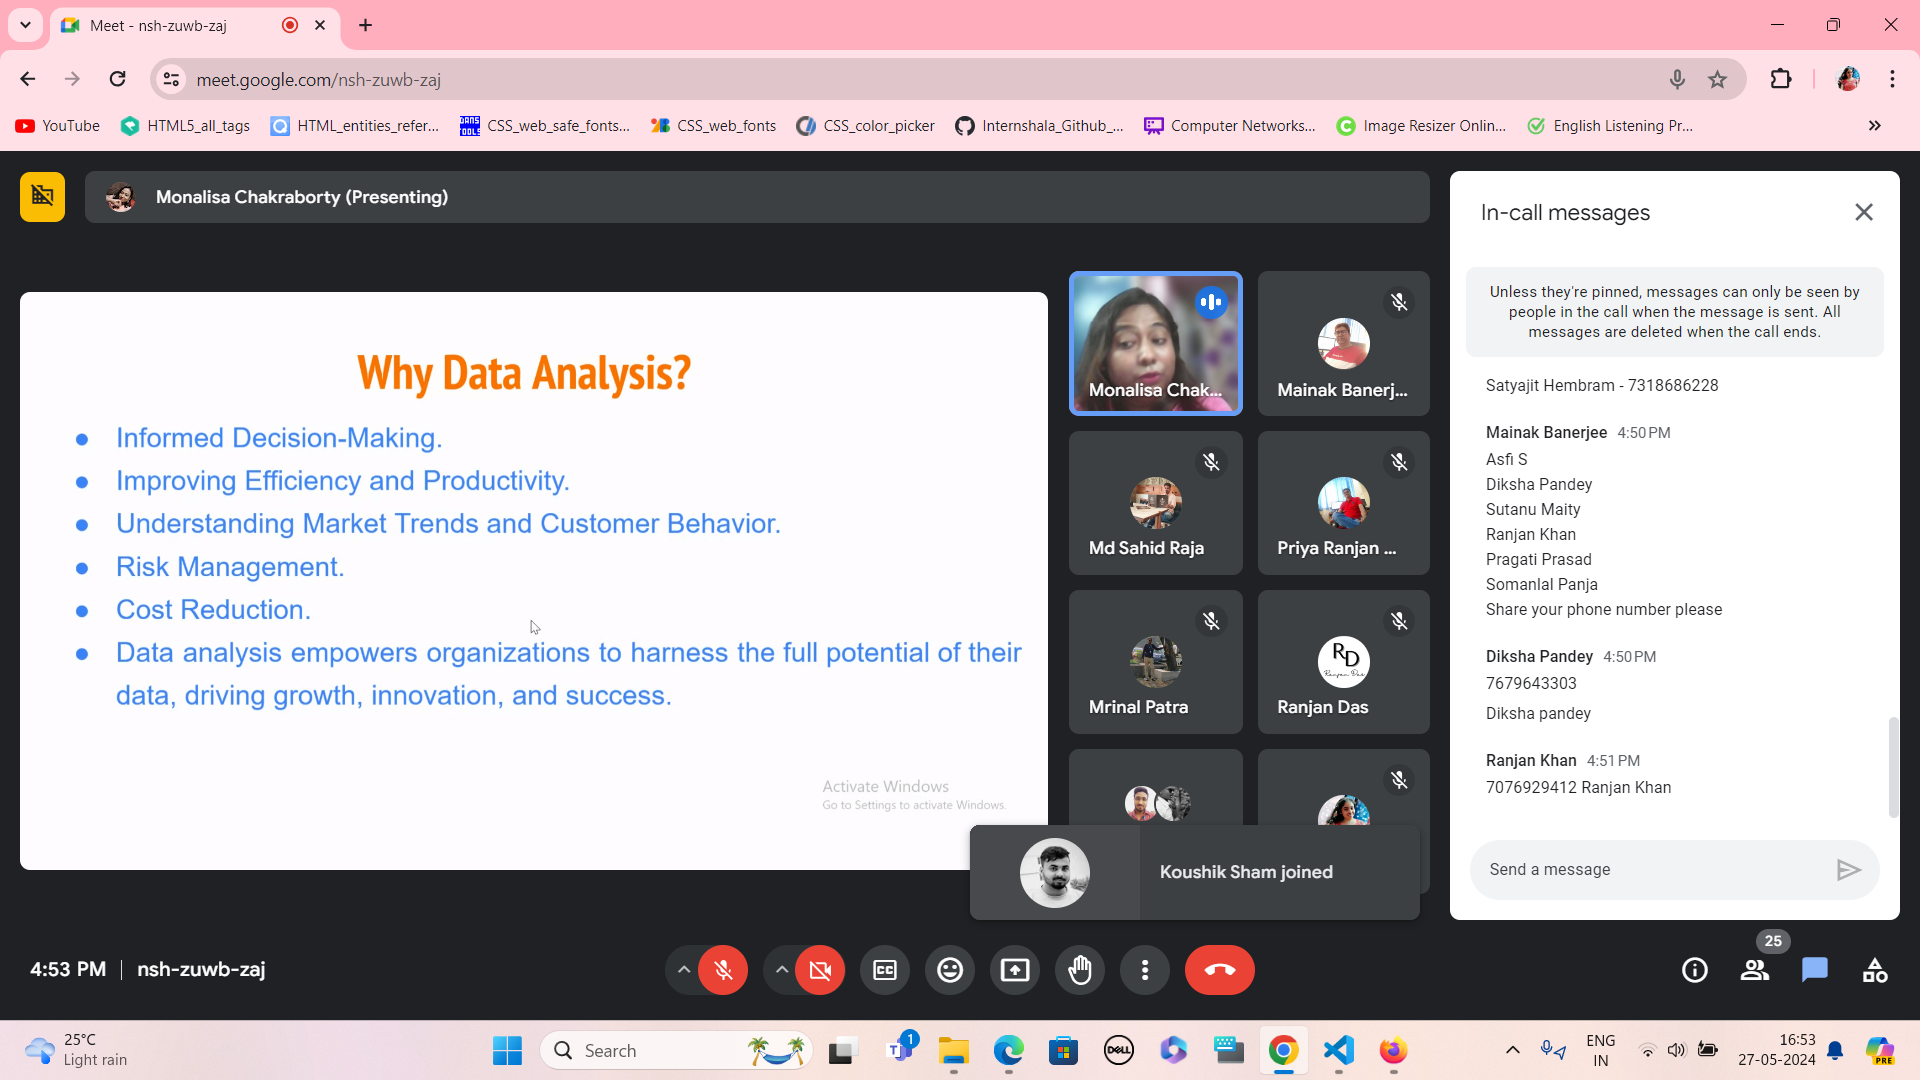 Meet - nsh-zuwb-zaj
meet.google.com/nsh-zuwb-zaj
YouTube
HTML5_all_tags
HTML_entities_refer...
CSS_web_safe_fonts...
CSS_web_fonts
CSS_color_picker
Internshala_Github_...
Computer Networks...
Image Resizer Onlin...
English Listening Pr...
Monalisa Chakraborty (Presenting)
Why Data Analysis?
Informed Decision-Making.
Improving Efficiency and Productivity.
Understanding Market Trends and Customer Behavior.
Risk Management.
Cost Reduction.
Data analysis empowers organizations to harness the full potential of their
data, driving growth, innovation, and success.
Activate Windows
Go to Settings to activate Windows.
Monalisa Chak...
Mainak Banerj...
Md Sahid Raja
Priya Ranjan ...
Mrinal Patra
RD
Ranjan Das
Ranjan Das
Koushik Sham joined
In-call messages
Unless they're pinned, messages can only be seen by
people in the call when the message is sent. All
messages are deleted when the call ends.
Satyajit Hembram - 7318686228
Mainak Banerjee 4:50 PM
Asfi S
Diksha Pandey
Sutanu Maity
Ranjan Khan
Pragati Prasad
Somanlal Panja
Share your phone number please
Diksha Pandey 4:50 PM
7679643303
Diksha pandey
Ranjan Khan 4:51 PM
7076929412 Ranjan Khan
Send a message
4:53 PM | nsh-zuwb-zaj
CC
25
25°C
Light rain
Search
1
DELL
ENG
IN
16:53
27-05-2024
PRE